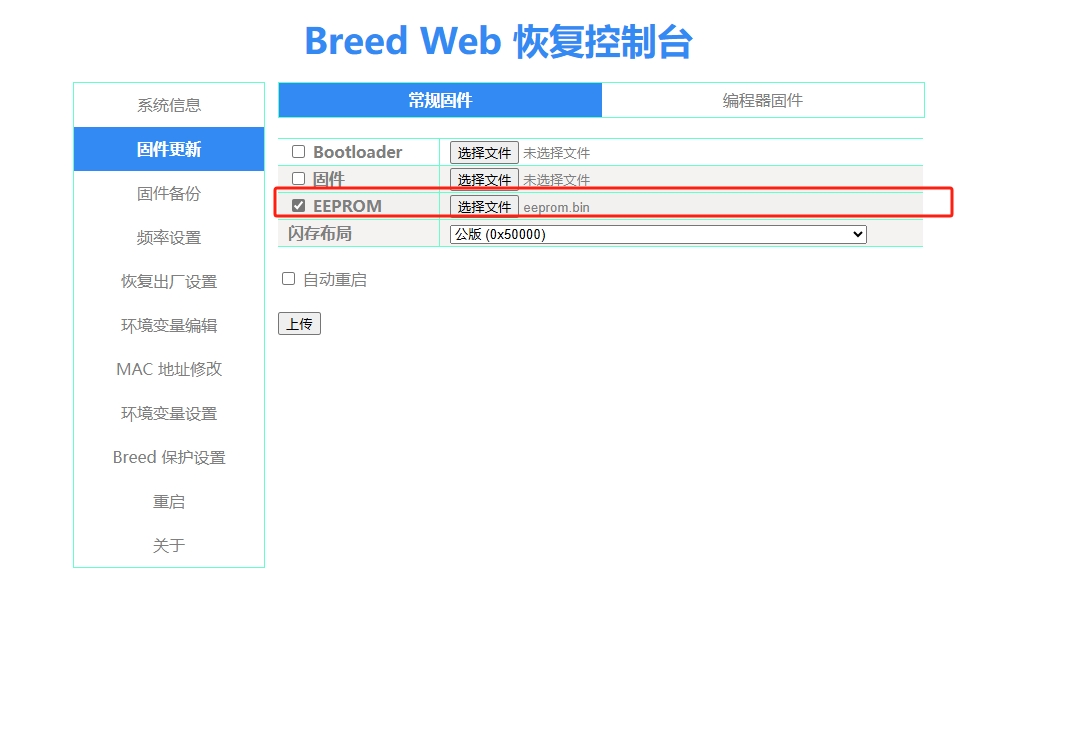 Breed Web 恢复控制台
系统信息
固件更新
固件备份
频率设置
恢复出厂设置
环境变量编辑
MAC 地址修改
环境变量设置
Breed 保护设置
重启
关于
常规固件 编程器固件
Bootloader 选择文件 未选择文件
固件 选择文件 未选择文件
EEPROM 选择文件 eeprom.bin
闪存布局 公版 (0x50000)
自动重启
上传